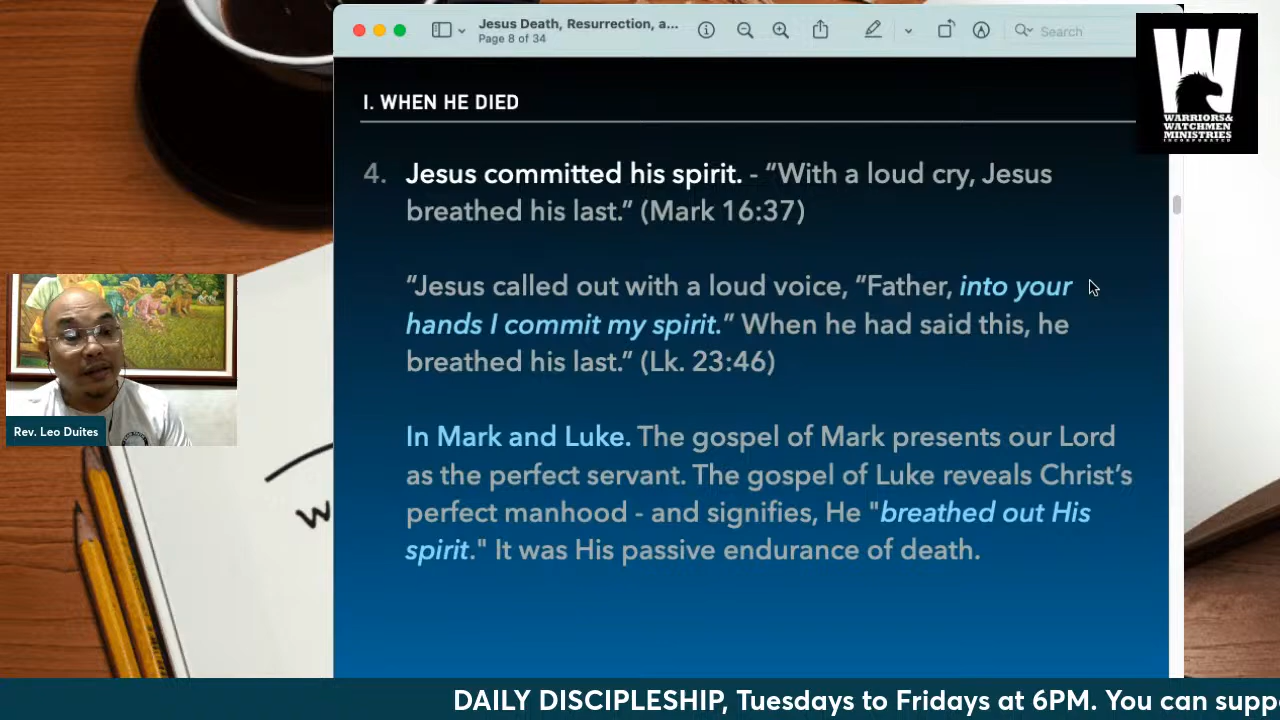 Jesus Death, Resurrection, a...
Page 8 of 34
Search
W
WARRIORS&
WATCHMEN
MINISTRIES
INCORPORATED
I. WHEN HE DIED
4. Jesus committed his spirit. - “With a loud cry, Jesus
breathed his last.” (Mark 16:37)
“Jesus called out with a loud voice, “Father, into your
hands I commit my spirit.” When he had said this, he
breathed his last.” (Lk. 23:46)
In Mark and Luke. The gospel of Mark presents our Lord
as the perfect servant. The gospel of Luke reveals Christ’s
perfect manhood - and signifies, He "breathed out His
spirit." It was His passive endurance of death.
Rev. Leo Duites
DAILY DISCIPLESHIP, Tuesdays to Fridays at 6PM. You can supp